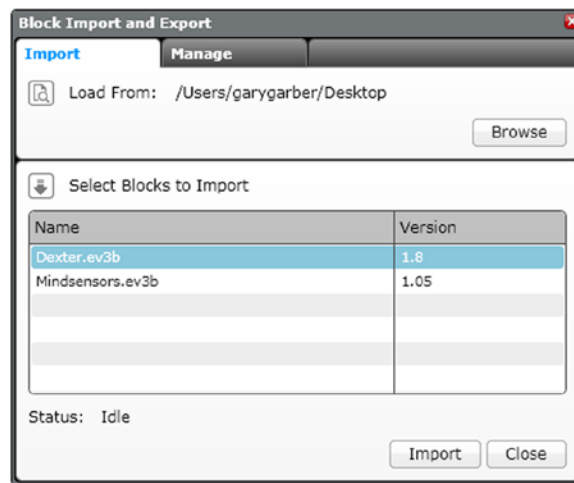 Block Import and Export
Import Manage
Load From: /Users/garygarber/Desktop
Browse
Select Blocks to Import
Name Version
Dexter.ev3b 1.8
Mindsensors.ev3b 1.05
Status: Idle
Import Close